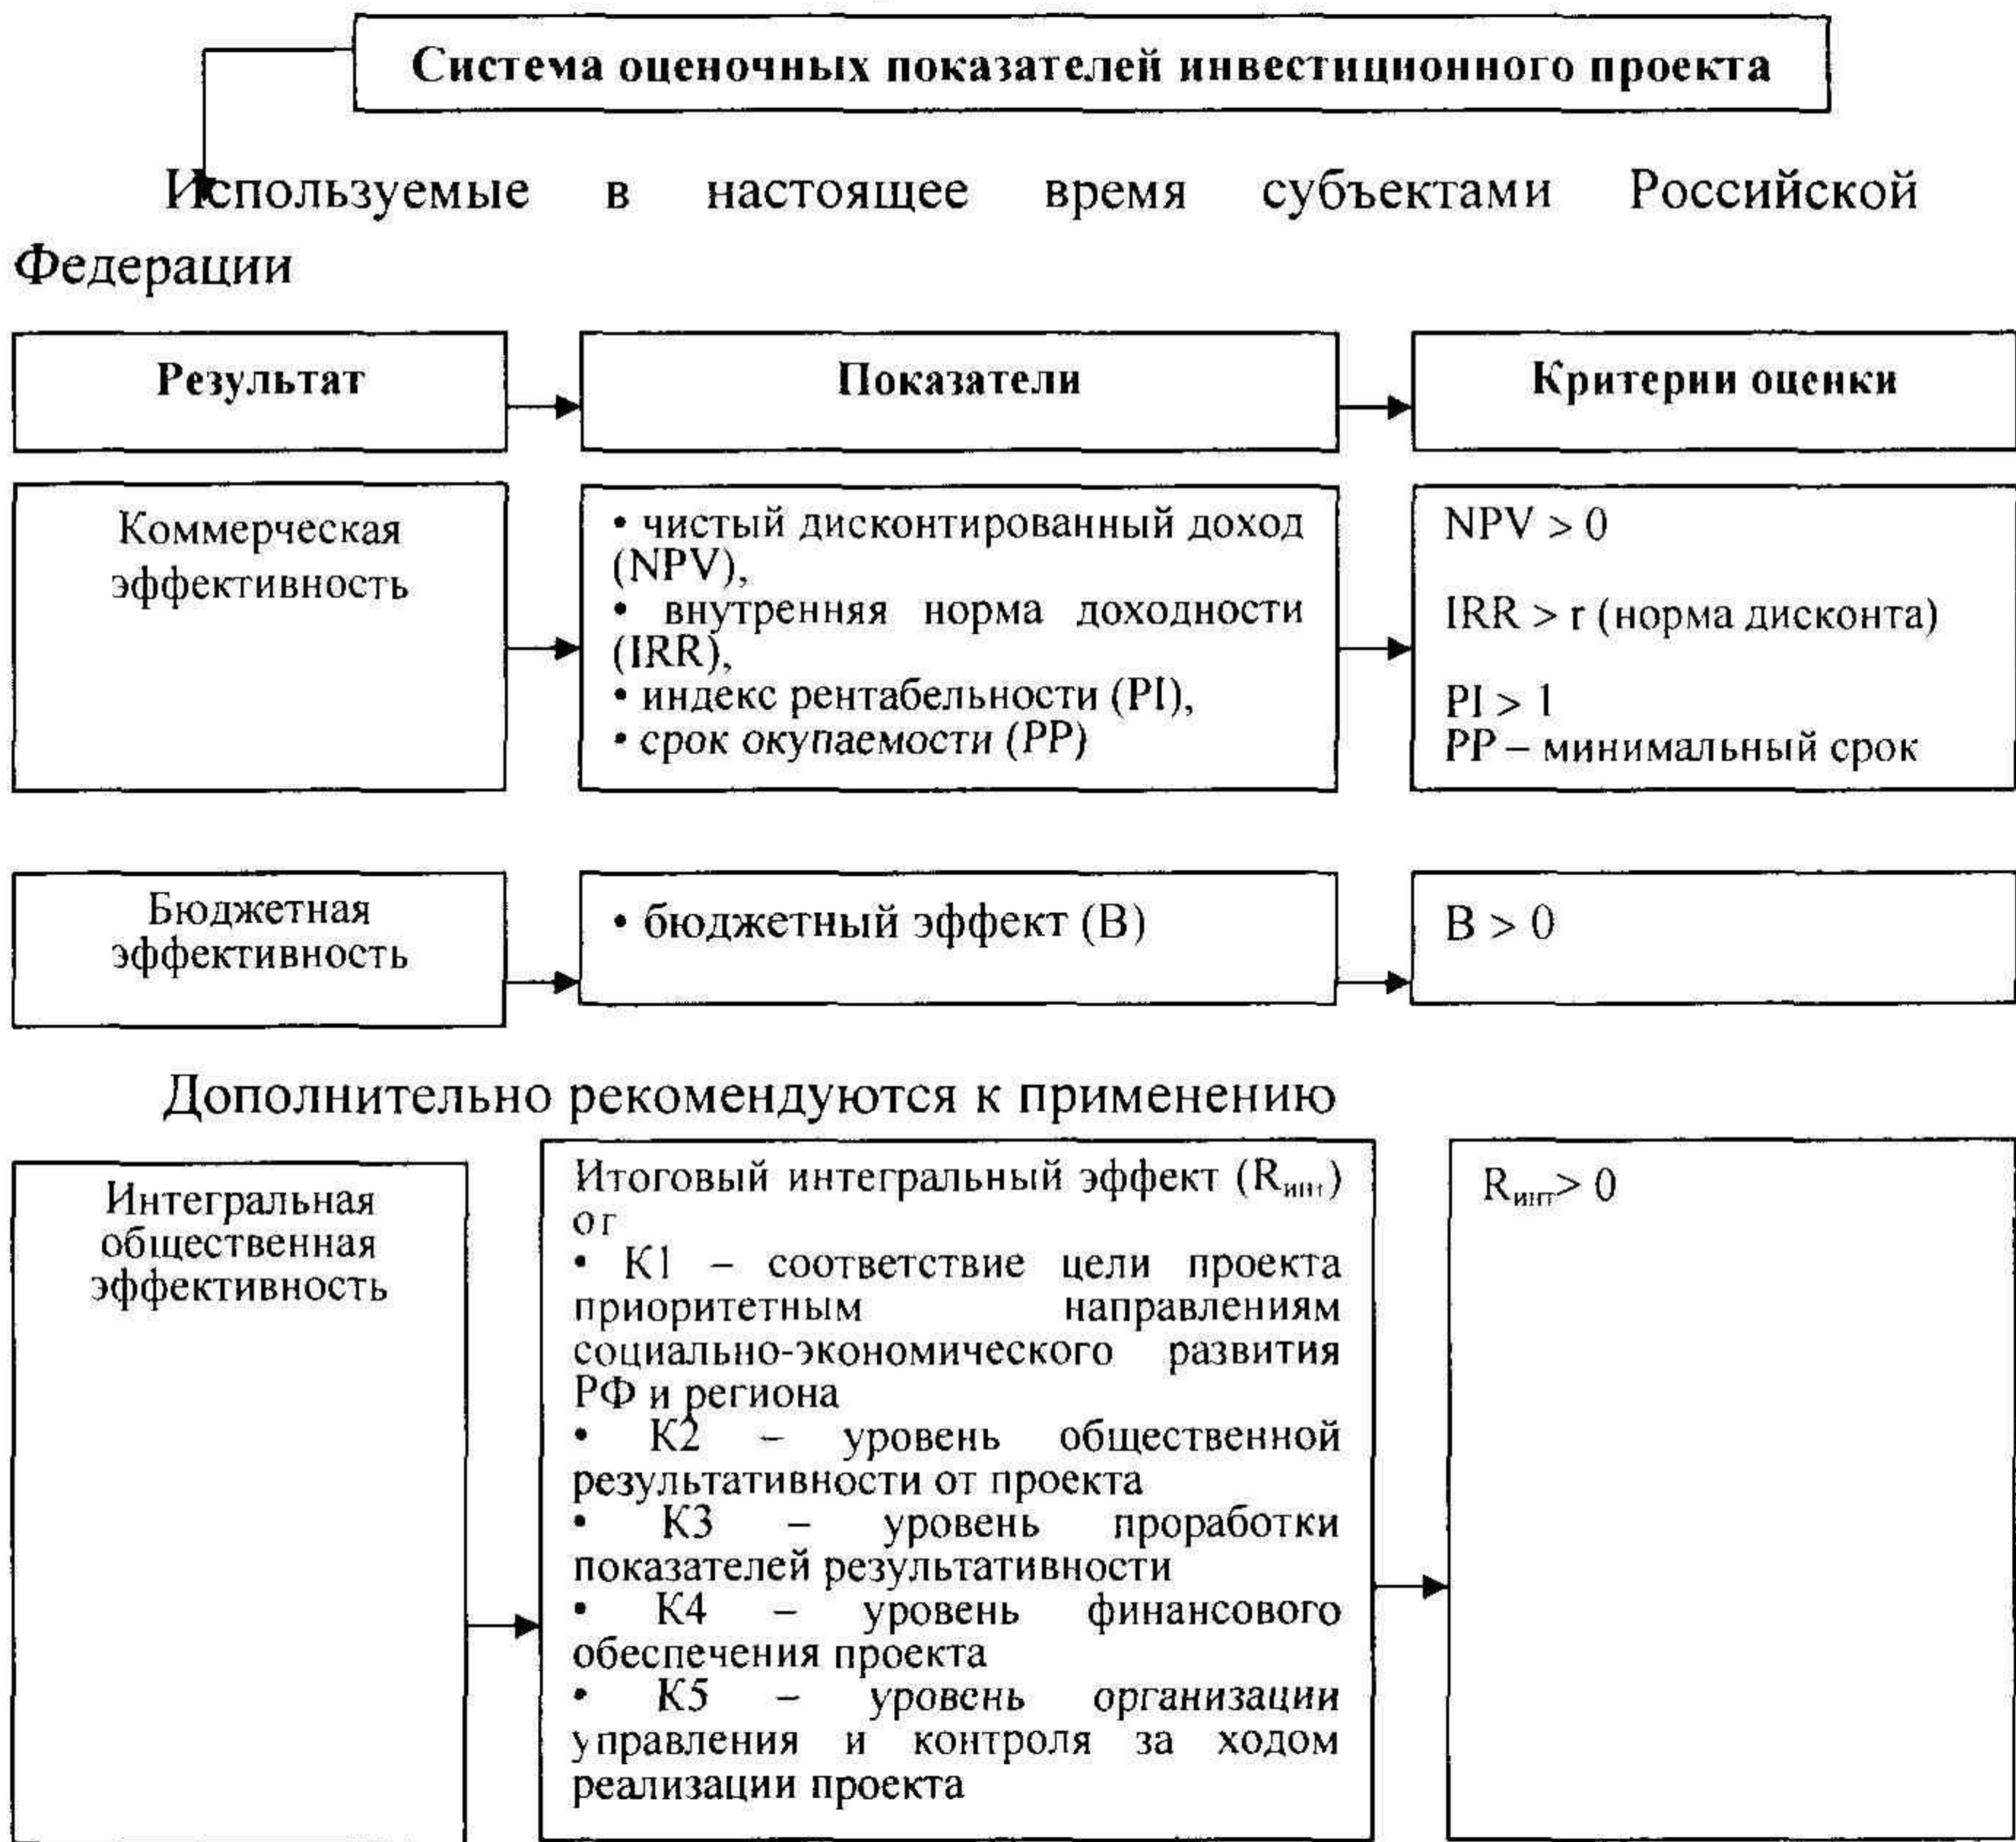 Система оценочных показателей инвестиционного проекта
Используемые в настоящее время субъектами Российской
Федерации
Результат
Показатели
Критерии оценки
Коммерческая
эффективность
• чистый дисконтированный доход
(NPV),
• внутренняя норма доходности
(IRR),
• индекс рентабельности (PI),
• срок окупаемости (PP)
NPV > 0
IRR > r (норма дисконта)
PI > 1
PP – минимальный срок
Бюджетная
эффективность
• бюджетный эффект (В)
В > 0
Дополнительно рекомендуются к применению
Интегральная
общественная
эффективность
Итоговый интегральный эффект (Rинт)
от
• К1 – соответствие цели проекта
приоритетным направлениям
социально-экономического развития
РФ и региона
• К2 – уровень общественной
результативности от проекта
• К3 – уровень проработки
показателей результативности
• К4 – уровень финансового
обеспечения проекта
• К5 – уровень организации
управления и контроля за ходом
реализации проекта
Rинт> 0